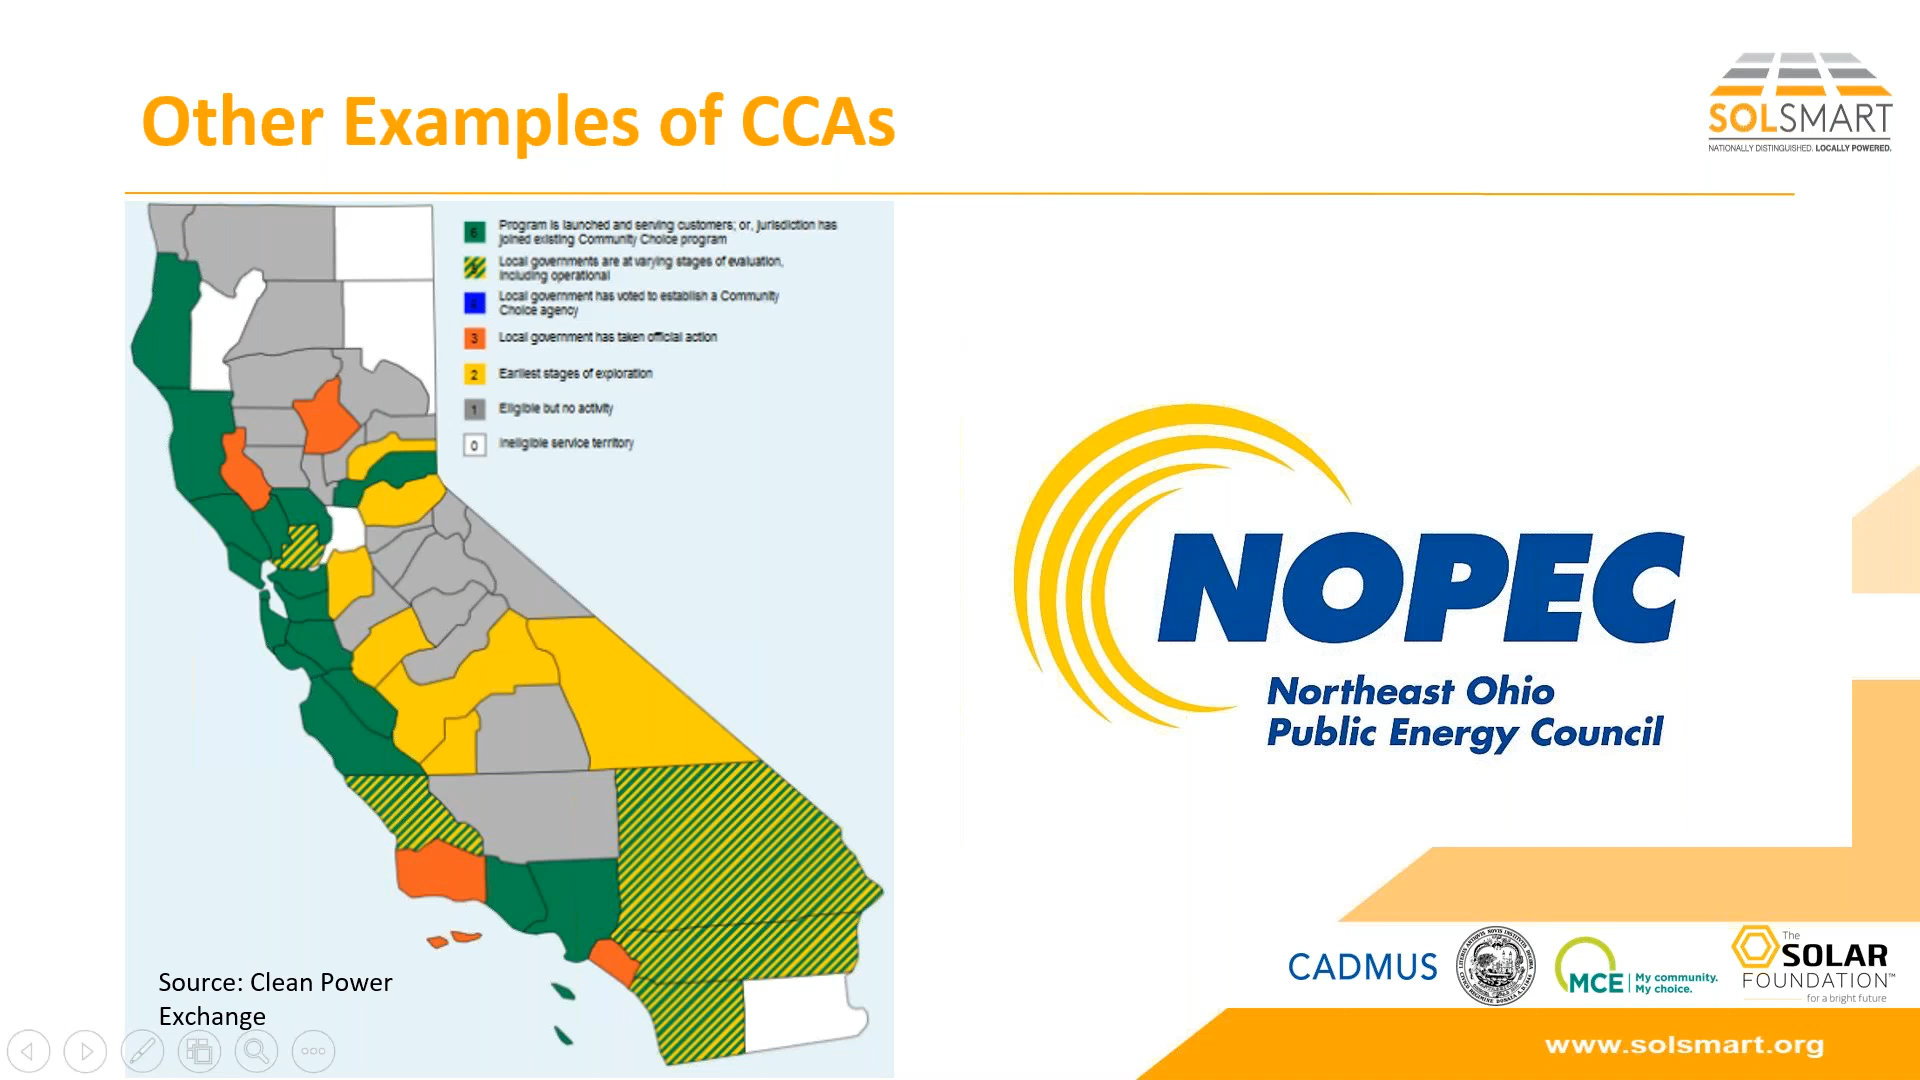 Other Examples of CCAs
SOLSMART
NATIONALLY DISTINGUISHED. LOCALLY POWERED.
6 Program is launched and serving customers; or, jurisdiction has
joined existing Community Choice program
Local governments are at varying stages of evaluation,
including operational
Local government has voted to establish a Community
Choice agency
3 Local government has taken official action
2 Earliest stages of exploration
1 Eligible but no activity
0 Ineligible service territory
NOPEC
Northeast Ohio
Public Energy Council
Source: Clean Power
Exchange
CADMUS
MCE My community.
My choice.
The
SOLAR
FOUNDATION™
for a bright future
www.solsmart.org